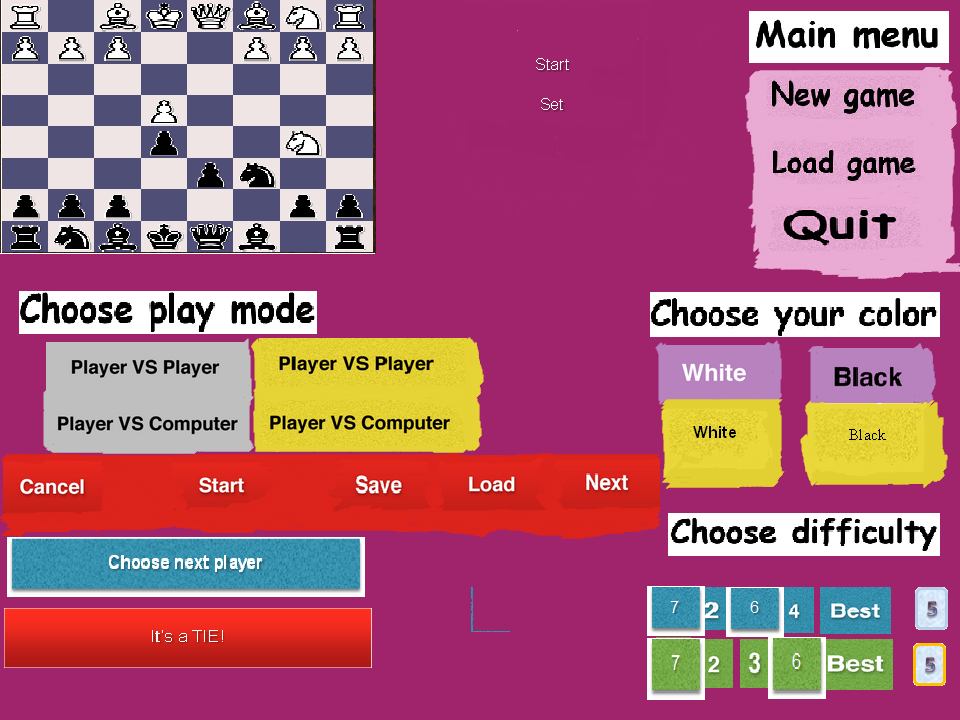 Start
Set
Main menu
New game
Load game
Quit
Choose play mode
Player VS Player
Player VS Computer
Player VS Player
Player VS Computer
Choose your color
White
Black
White
Black
Cancel
Start
Save
Load
Next
Choose next player
It's a TIE!
Choose difficulty
7 2 6 4 Best 5
7 2 3 6 Best 5